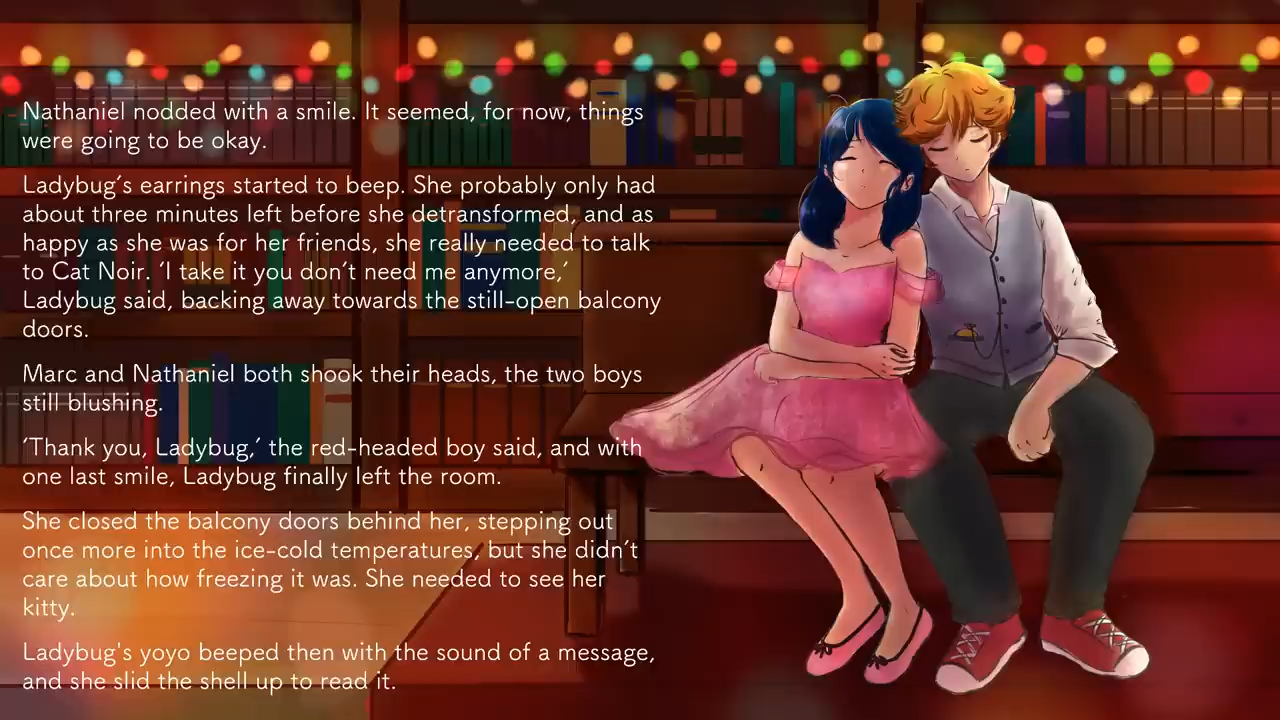 Nathaniel nodded with a smile. It seemed, for now, things
were going to be okay.
Ladybug's earrings started to beep. She probably only had
about three minutes left before she detransformed, and as
happy as she was for her friends, she really needed to talk
to Cat Noir. 'I take it you don't need me anymore,'
Ladybug said, backing away towards the still-open balcony
doors.
Marc and Nathaniel both shook their heads, the two boys
still blushing.
'Thank you, Ladybug,' the red-headed boy said, and with
one last smile, Ladybug finally left the room.
She closed the balcony doors behind her, stepping out
once more into the ice-cold temperatures, but she didn't
care about how freezing it was. She needed to see her
kitty.
Ladybug's yoyo beeped then with the sound of a message,
and she slid the shell up to read it.